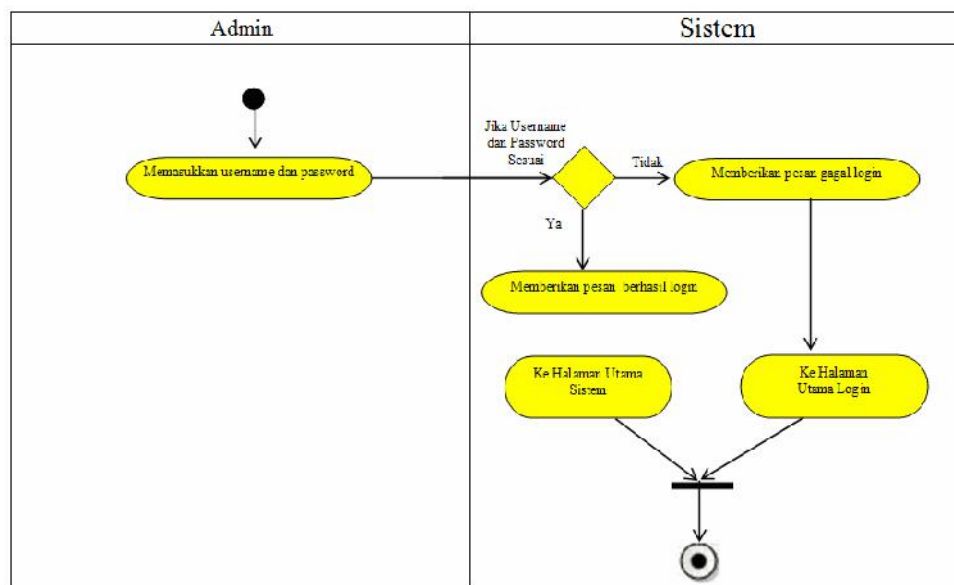 Admin
Sistem
Jika Username
dan Password
Sesuai
Tidak
Memasukkan username dan password
Memberikan pesan gagal login
Ya
Memberikan pesan berhasil login
Ke Halaman Utama
Sistem
Ke Halaman
Utama Login